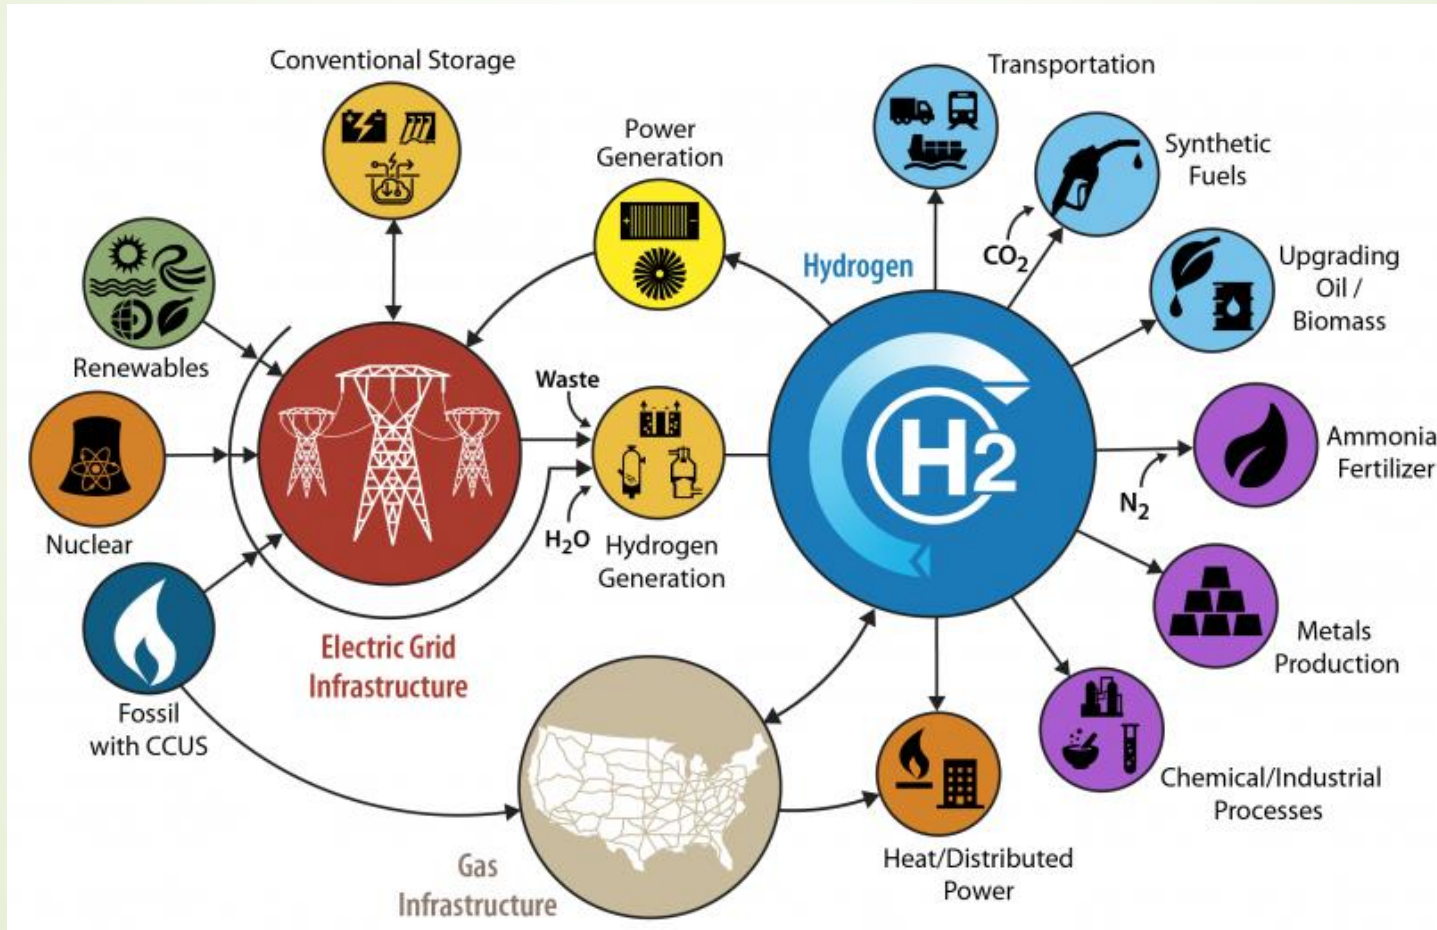 Conventional Storage
Transportation
Power
Generation
Synthetic
Fuels
CO2
Hydrogen
Upgrading
Oil /
Biomass
Renewables
Waste
H2
Ammonia
Fertilizer
N2
Nuclear
H2O
Hydrogen
Generation
Electric Grid
Infrastructure
Metals
Production
Fossil
with CCUS
Chemical/Industrial
Processes
Gas
Infrastructure
Heat/Distributed
Power